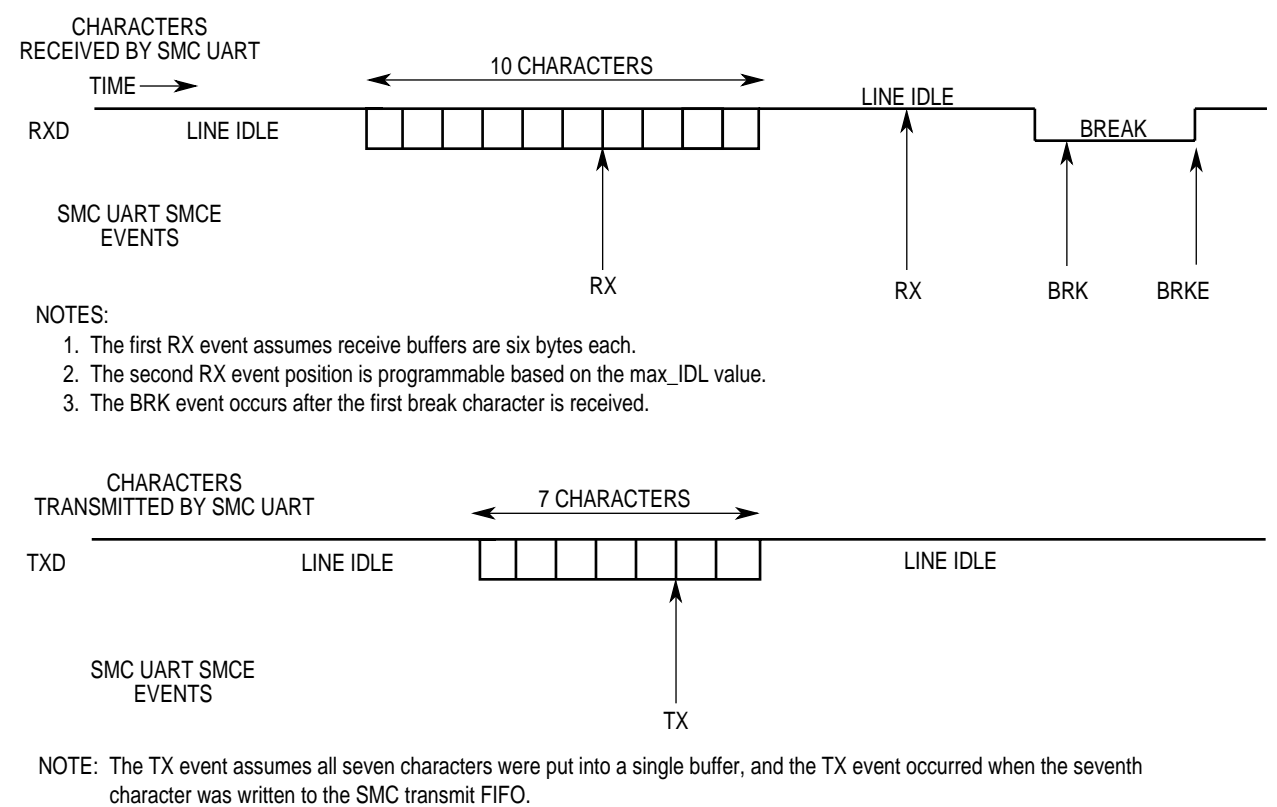 CHARACTERS
RECEIVED BY SMC UART
10 CHARACTERS
TIME
LINE IDLE
RXD
LINE IDLE
BREAK
SMC UART SMCE
EVENTS
RX
RX
BRK
BRKE
NOTES:
1. The first RX event assumes receive buffers are six bytes each.
2. The second RX event position is programmable based on the max_IDL value.
3. The BRK event occurs after the first break character is received.
CHARACTERS
TRANSMITTED BY SMC UART
7 CHARACTERS
TXD
LINE IDLE
LINE IDLE
SMC UART SMCE
EVENTS
TX
NOTE: The TX event assumes all seven characters were put into a single buffer, and the TX event occurred when the seventh
character was written to the SMC transmit FIFO.